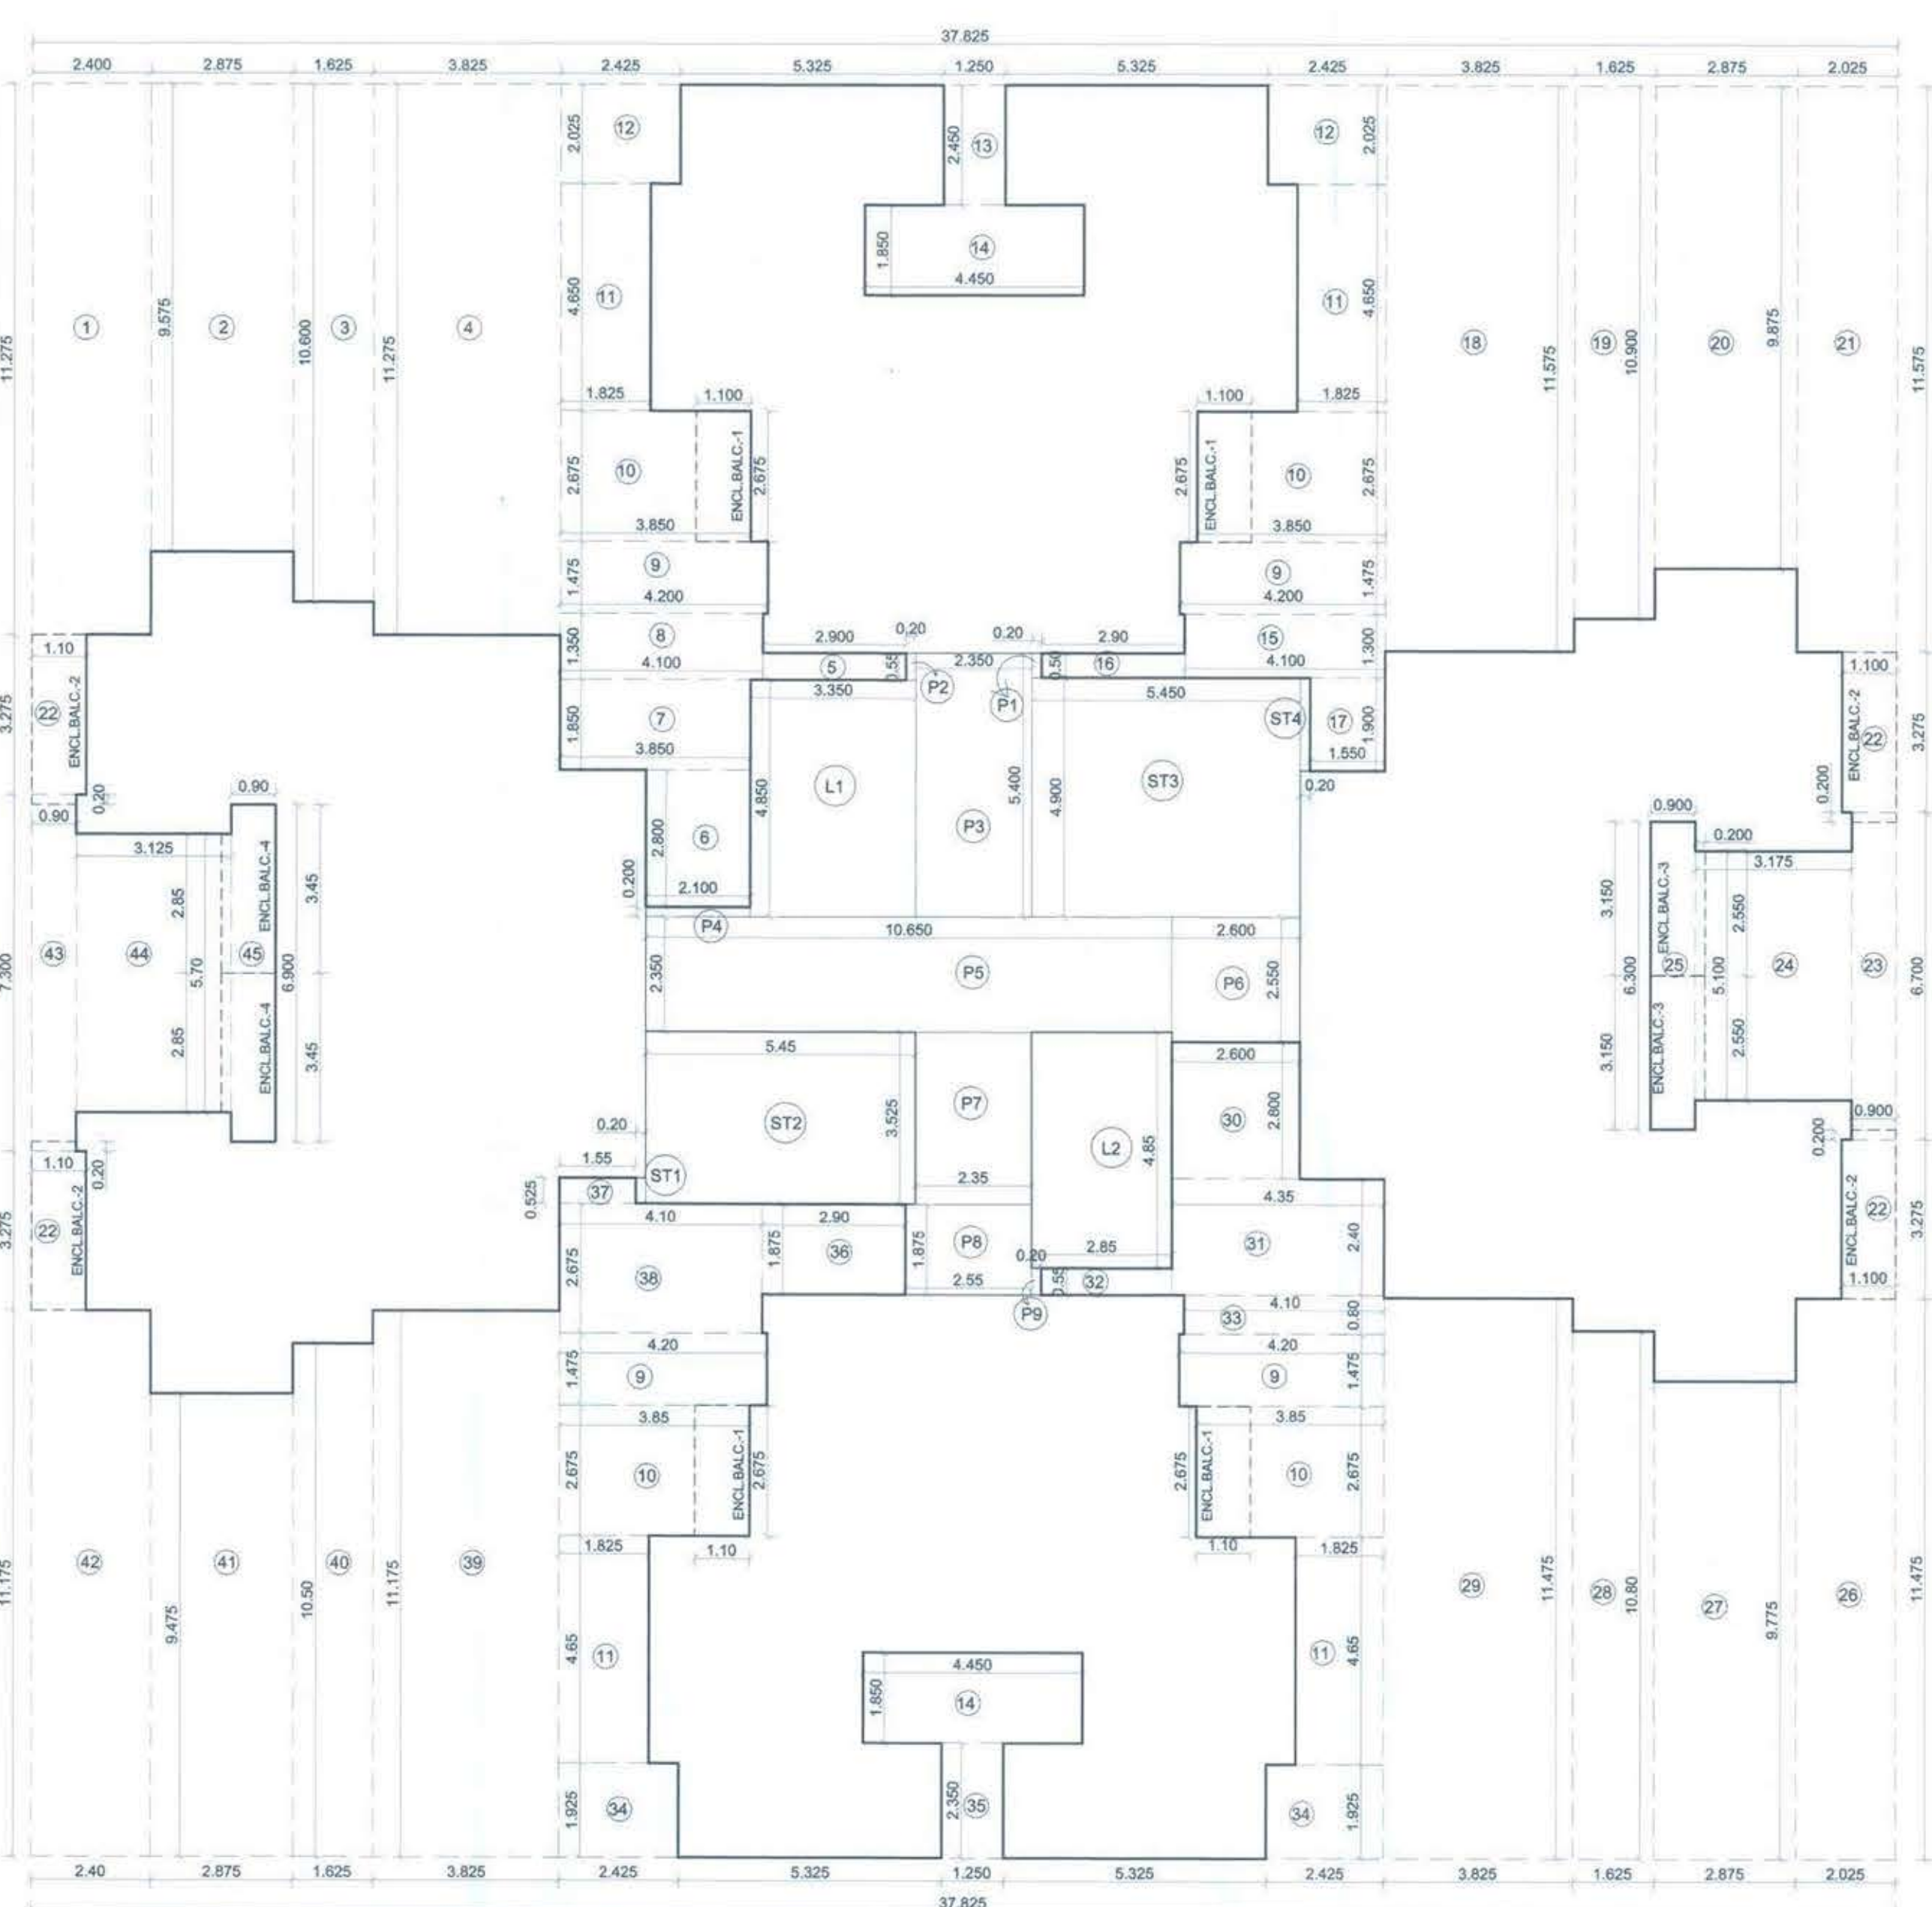 37.825
2.400 2.875 1.625 3.825 2.425 5.325 1.250 5.325 2.425 3.825 1.625 2.875 2.025
2.025 12 2.450 13 12 2.025
1.850 14 4.450
4.650 11 11 4.650
11.275 1 9.575 2 10.600 3 11.275 4 18 11.575 19 10.900 20 9.875 21 11.575
1.825 1.100 1.100 1.825
2.675 10 ENCL.BALC.-1 2.675 2.675 ENCL.BALC.-1 10 2.675
3.850 3.850
1.475 9 9 1.475
4.200 4.200
1.350 8 2.900 0.20 0.20 2.90 15 1.300
1.10 4.100 5 0.55 2.350 0.50 16 4.100 1.100
3.350 P2 P1 5.450
3.275 22 ENCL.BALC.-2 1.850 7 ST4 17 1.900 ENCL.BALC.-2 22 3.275
3.850 1.550
0.90 0.20 4.850 L1 5.400 4.900 ST3 0.20 0.200
0.90 2.800 6 P3 0.900 0.200
3.125 3.175
0.200 2.100
2.85 ENCL.BALC.-4 3.45 P4 10.650 2.600 3.150 ENCL.BALC.-3 2.550
7.300 43 44 5.70 45 6.900 2.350 P5 P6 2.550 6.300 25 5.100 24 23 6.700
2.85 ENCL.BALC.-4 3.45 5.45 2.600 3.150 ENCL.BALC.-3 2.550
0.20 ST2 3.525 P7 30 2.800 0.900
1.10 0.20 1.55 L2 4.85 0.200
0.525 37 ST1 2.35 4.35
3.275 22 ENCL.BALC.-2 4.10 2.90 ENCL.BALC.-2 22 3.275
2.675 38 1.875 36 1.875 P8 0.20 2.85 31 2.40
2.55 0.55 32 1.100
P9 4.10 33 0.80
4.20 4.20
1.475 9 9 1.475
3.85 3.85
2.675 10 ENCL.BALC.-1 2.675 2.675 ENCL.BALC.-1 10 2.675
1.825 1.10 1.10 1.825
11.175 42 9.475 41 10.50 40 11.175 39 29 11.475 28 10.80 27 9.775 26 11.475
4.65 11 11 4.65
4.450
1.850 14
1.925 34 2.350 35 34 1.925
2.40 2.875 1.625 3.825 2.425 5.325 1.250 5.325 2.425 3.825 1.625 2.875 2.025
37.825